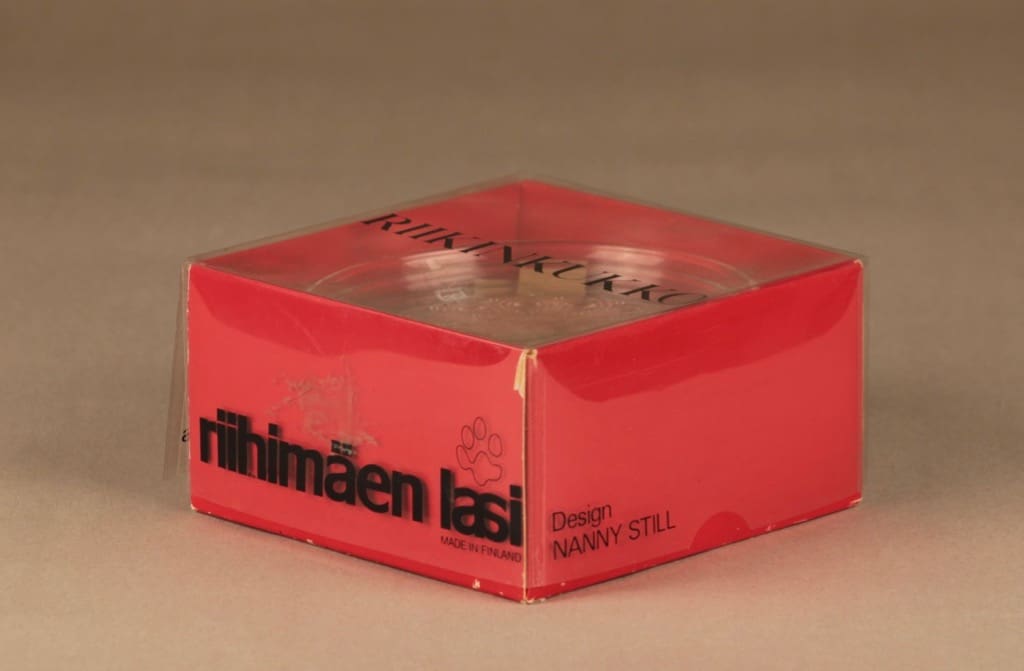 RIIKINKUKKO
riihimäen lasi
MADE IN FINLAND
Design
NANNY STILL